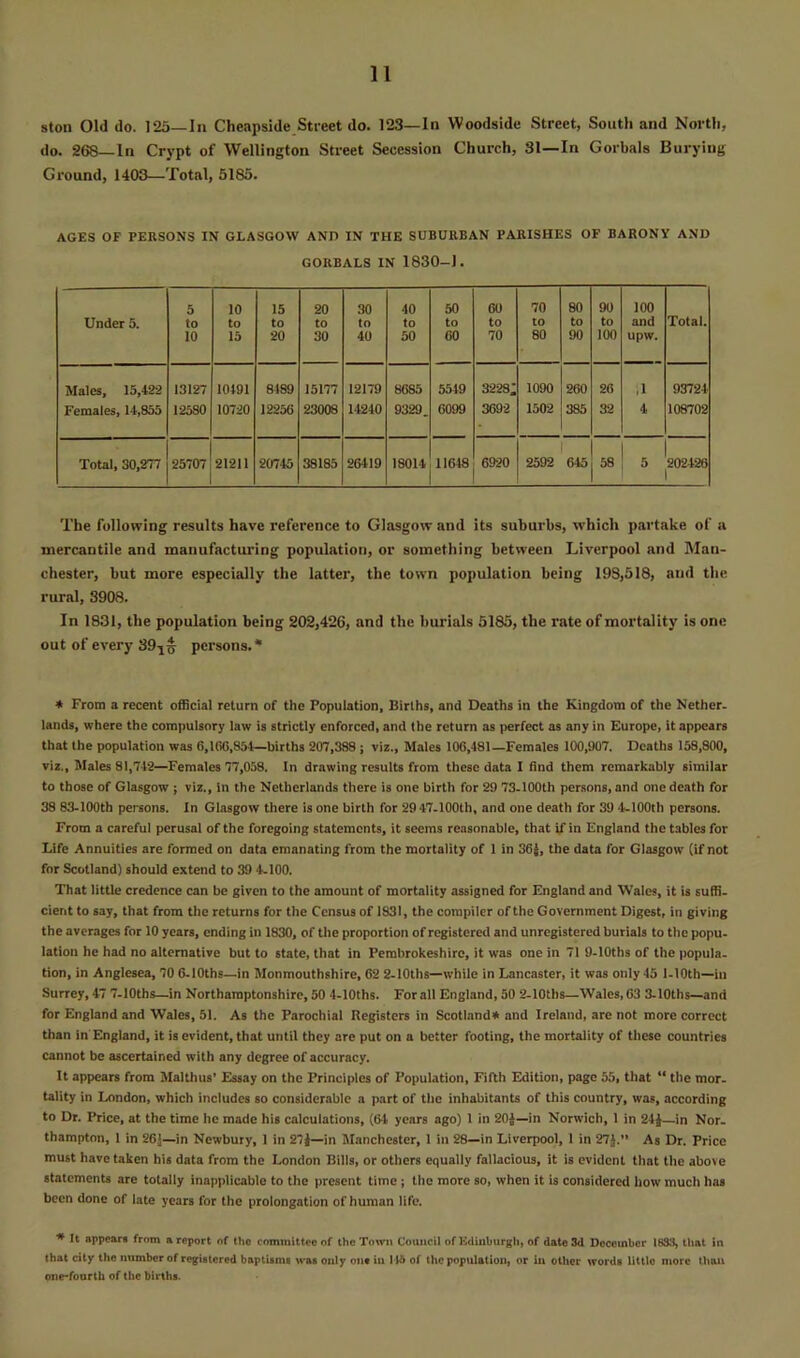 11
ston Old do. 125—In Cheapside Street do. 123—In Woodside Street, South and North,
do. 268—In Crypt of Wellington Street Secession Church, 31—In Gorbals Burying
Ground, 1403—Total, 5185.
AGES OF PERSONS IN GLASGOW AND IN THE SUBURBAN PARISHES OF BARONY AND
GORBALS IN 1830-1.
Under 5. | 5 to 10 | 10 to 15 | 15 to 20 | 20 to 30 | 30 to 40 | 40 to 50 | 50 to 60 | 60 to 70 | 70 to 80 | 80 to 90 | 90 to 100 | 100 and upw. | Total.
Males, 15,422 | 13127 | 10491 | 8489 | 15177 | 12179 | 8685 | 5549 | 3228 | 1090 | 260 | 26 | 1 | 93724
Females, 14,855 | 12580 | 10720 | 12256 | 23008 | 14240 | 9329 | 6099 | 3692 | 1502 | 385 | 32 | 4 | 108702
Total, 30,277 | 25707 | 21211 | 20745 | 38185 | 26419 | 18014 | 11648 | 6920 | 2592 | 645 | 58 | 5 | 202426
The following results have reference to Glasgow and its suburbs, which partake of a
mercantile and manufacturing population, or something between Liverpool and Man-
chester, but more especially the latter, the town population being 198,518, and the
rural, 3908.
In 1831, the population being 202,426, and the burials 5185, the rate of mortality is one
out of every 39 4/10 persons.*
* From a recent official return of the Population, Births, and Deaths in the Kingdom of the Nether-
lands, where the compulsory law is strictly enforced, and the return as perfect as any in Europe, it appears
that the population was 6,166,854—births 207,388; viz., Males 106,481—Females 100,907. Deaths 158,800,
viz., Males 81,742—Females 77,058. In drawing results from these data I find them remarkably similar
to those of Glasgow; viz., in the Netherlands there is one birth for 29 73-100th persons, and one death for
38 83-100th persons. In Glasgow there is one birth for 29 47-100th, and one death for 39 4-100th persons.
From a careful perusal of the foregoing statements, it seems reasonable, that if in England the tables for
Life Annuities are formed on data emanating from the mortality of 1 in 36¾, the data for Glasgow (if not
for Scotland) should extend to 39 4-100.
That little credence can be given to the amount of mortality assigned for England and Wales, it is suffi-
cient to say, that from the returns for the Census of 1831, the compiler of the Government Digest, in giving
the averages for 10 years, ending in 1830, of the proportion of registered and unregistered burials to the popu-
lation he had no alternative but to state, that in Pembrokeshire, it was one in 71 9-10ths of the popula-
tion, in Anglesea, 70 6-10ths—in Monmouthshire, 62 2-10ths—while in Lancaster, it was only 45 1-10th—in
Surrey, 47 7-10ths—in Northamptonshire, 50 4-10ths. For all England, 50 2-10ths—Wales, 63 3-10ths—and
for England and Wales, 51. As the Parochial Registers in Scotland* and Ireland, are not more correct
than in England, it is evident, that until they are put on a better footing, the mortality of these countries
cannot be ascertained with any degree of accuracy.
It appears from Malthus' Essay on the Principles of Population, Fifth Edition, page 55, that “ the mor-
tality in London, which includes so considerable a part of the inhabitants of this country, was, according
to Dr. Price, at the time he made his calculations, (64 years ago) 1 in 20¾—in Norwich, 1 in 24½—in Nor-
thampton, 1 in 26½—in Newbury, 1 in 27½—in Manchester, 1 in 28—in Liverpool, 1 in 27½.” As Dr. Price
must have taken his data from the London Bills, or others equally fallacious, it is evident that the above
statements are totally inapplicable to the present time; the more so, when it is considered how much has
been done of late years for the prolongation of human life.
* It appears from a report of the committee of the Town Council of Edinburgh, of date 3d December 1833, that in
that city the number of registered baptisms was only one in 115 of the population, or in other words little more than
one-fourth of the births.